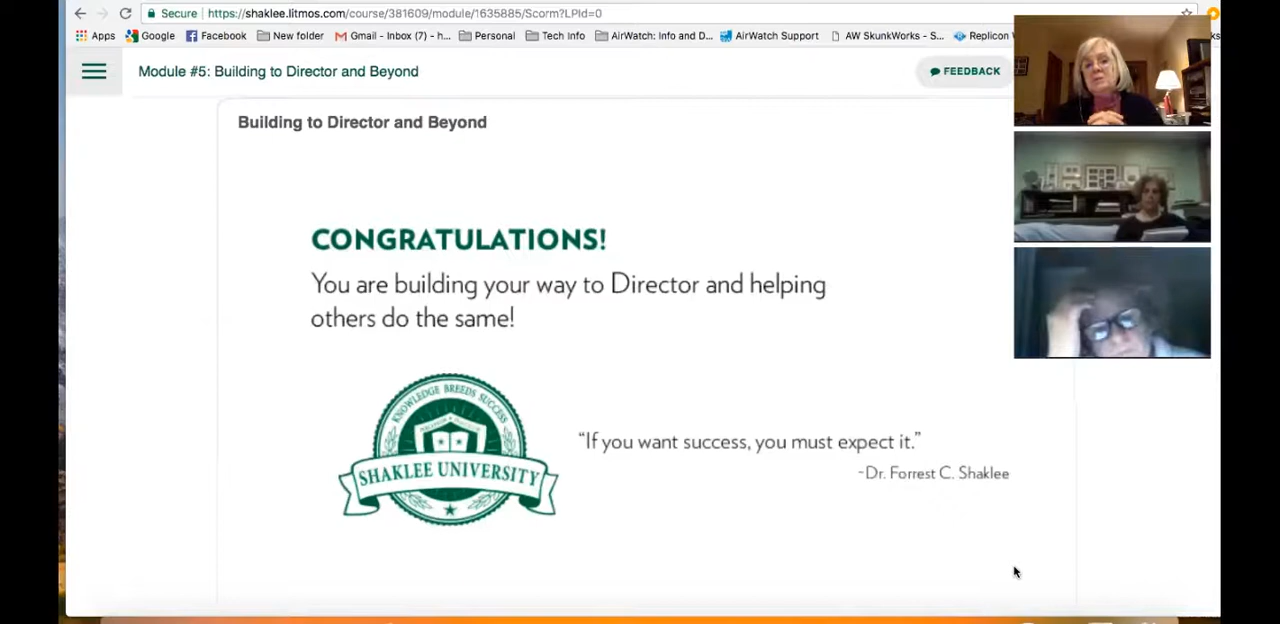 Secure https://shaklee.litmos.com/course/381609/module/1635885/Scorm?LPId=0
Apps Google Facebook New folder Gmail - Inbox (7) - h... Personal Tech Info AirWatch: Info and D... AirWatch Support AW SkunkWorks - S... Replicon
Module #5: Building to Director and Beyond
FEEDBACK
Building to Director and Beyond
CONGRATULATIONS!
You are building your way to Director and helping
others do the same!
KNOWLEDGE BREEDS SUCCESS
SHAKLEE UNIVERSITY
“If you want success, you must expect it.”
-Dr. Forrest C. Shaklee